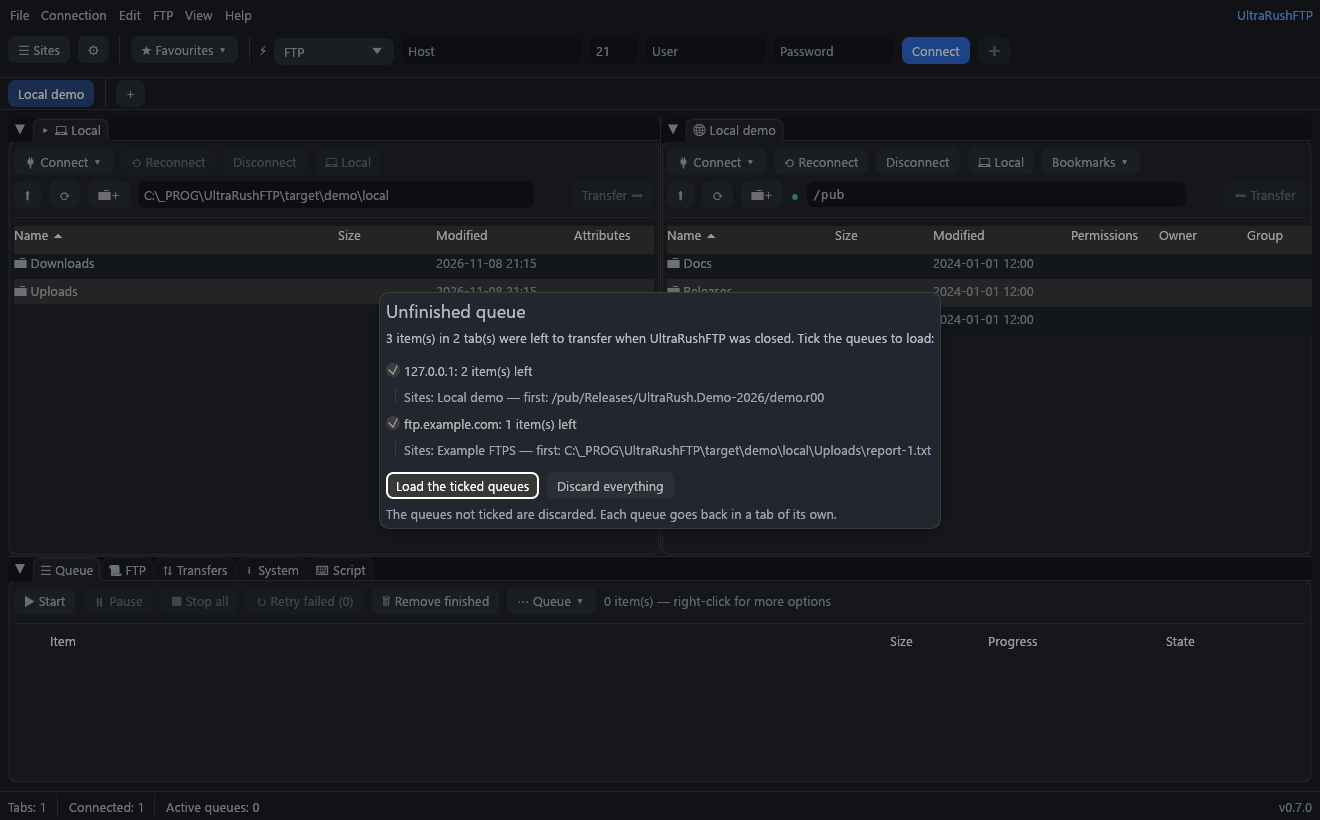 File Connection Edit FTP View Help UltraRushFTP
Sites Favourites FTP Host 21 User Password Connect +
Local demo +
Local
Connect Reconnect Disconnect Local
C:\_PROG\UltraRushFTP\target\demo\local Transfer
Name Size Modified Attributes
Downloads 2026-11-08 21:15
Uploads 2026-11-08 21:15
Local demo
Connect Reconnect Disconnect Local Bookmarks
/pub Transfer
Name Size Modified Permissions Owner Group
Docs 2024-01-01 12:00
Releases 2024-01-01 12:00
2024-01-01 12:00
Unfinished queue
3 item(s) in 2 tab(s) were left to transfer when UltraRushFTP was closed. Tick the queues to load:
127.0.0.1: 2 item(s) left
Sites: Local demo — first: /pub/Releases/UltraRush.Demo-2026/demo.r00
ftp.example.com: 1 item(s) left
Sites: Example FTPS — first: C:\_PROG\UltraRushFTP\target\demo\local\Uploads\report-1.txt
Load the ticked queues Discard everything
The queues not ticked are discarded. Each queue goes back in a tab of its own.
Queue FTP Transfers System Script
Start Pause Stop all Retry failed (0) Remove finished ··· Queue 0 item(s) — right-click for more options
Item Size Progress State
Tabs: 1 Connected: 1 Active queues: 0 v0.7.0